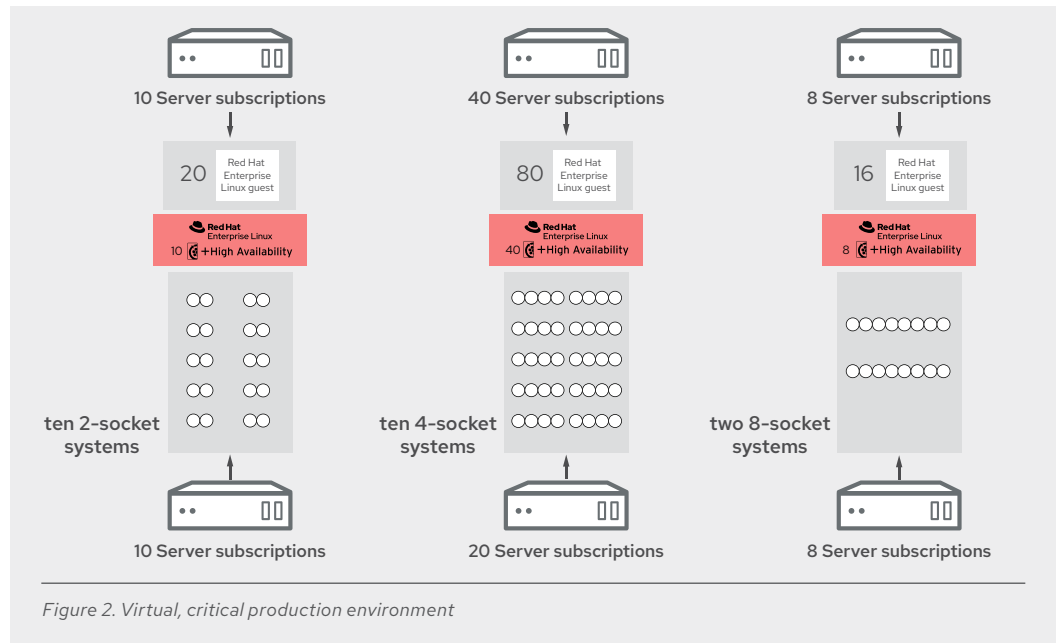 10 Server subscriptions
40 Server subscriptions
8 Server subscriptions
20
Red Hat
Enterprise
Linux guest
80
Red Hat
Enterprise
Linux guest
16
Red Hat
Enterprise
Linux guest
Red Hat
Enterprise Linux
10 +High Availability
Red Hat
Enterprise Linux
40 +High Availability
Red Hat
Enterprise Linux
8 +High Availability
ten 2-socket
systems
ten 4-socket
systems
two 8-socket
systems
10 Server subscriptions
20 Server subscriptions
8 Server subscriptions
Figure 2. Virtual, critical production environment